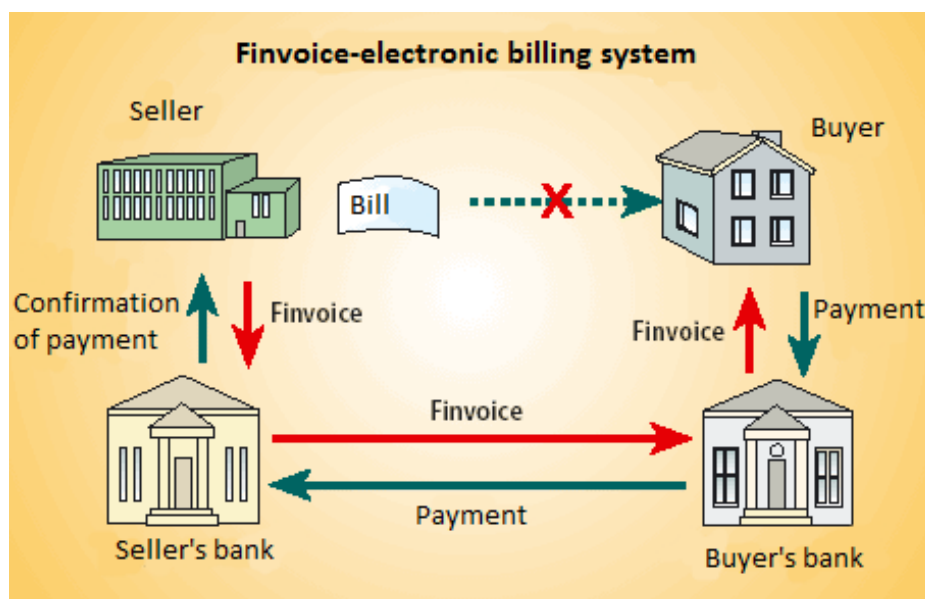 Finvoice-electronic billing system
Seller
Buyer
Bill
X
Confirmation
of payment
Finvoice
Finvoice
Payment
Finvoice
Payment
Seller's bank
Buyer's bank